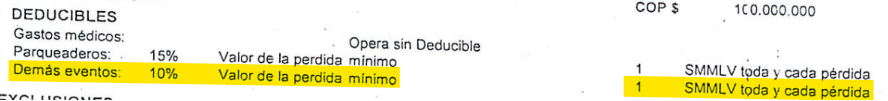 DEDUCIBLES COP $ 100.000.000
Gastos médicos: Opera sin Deducible
Parqueaderos: 15% Valor de la perdida mínimo 1 SMMLV toda y cada pérdida
Demás eventos: 10% Valor de la perdida mínimo 1 SMMLV toda y cada pérdida
EXCLUSIONES